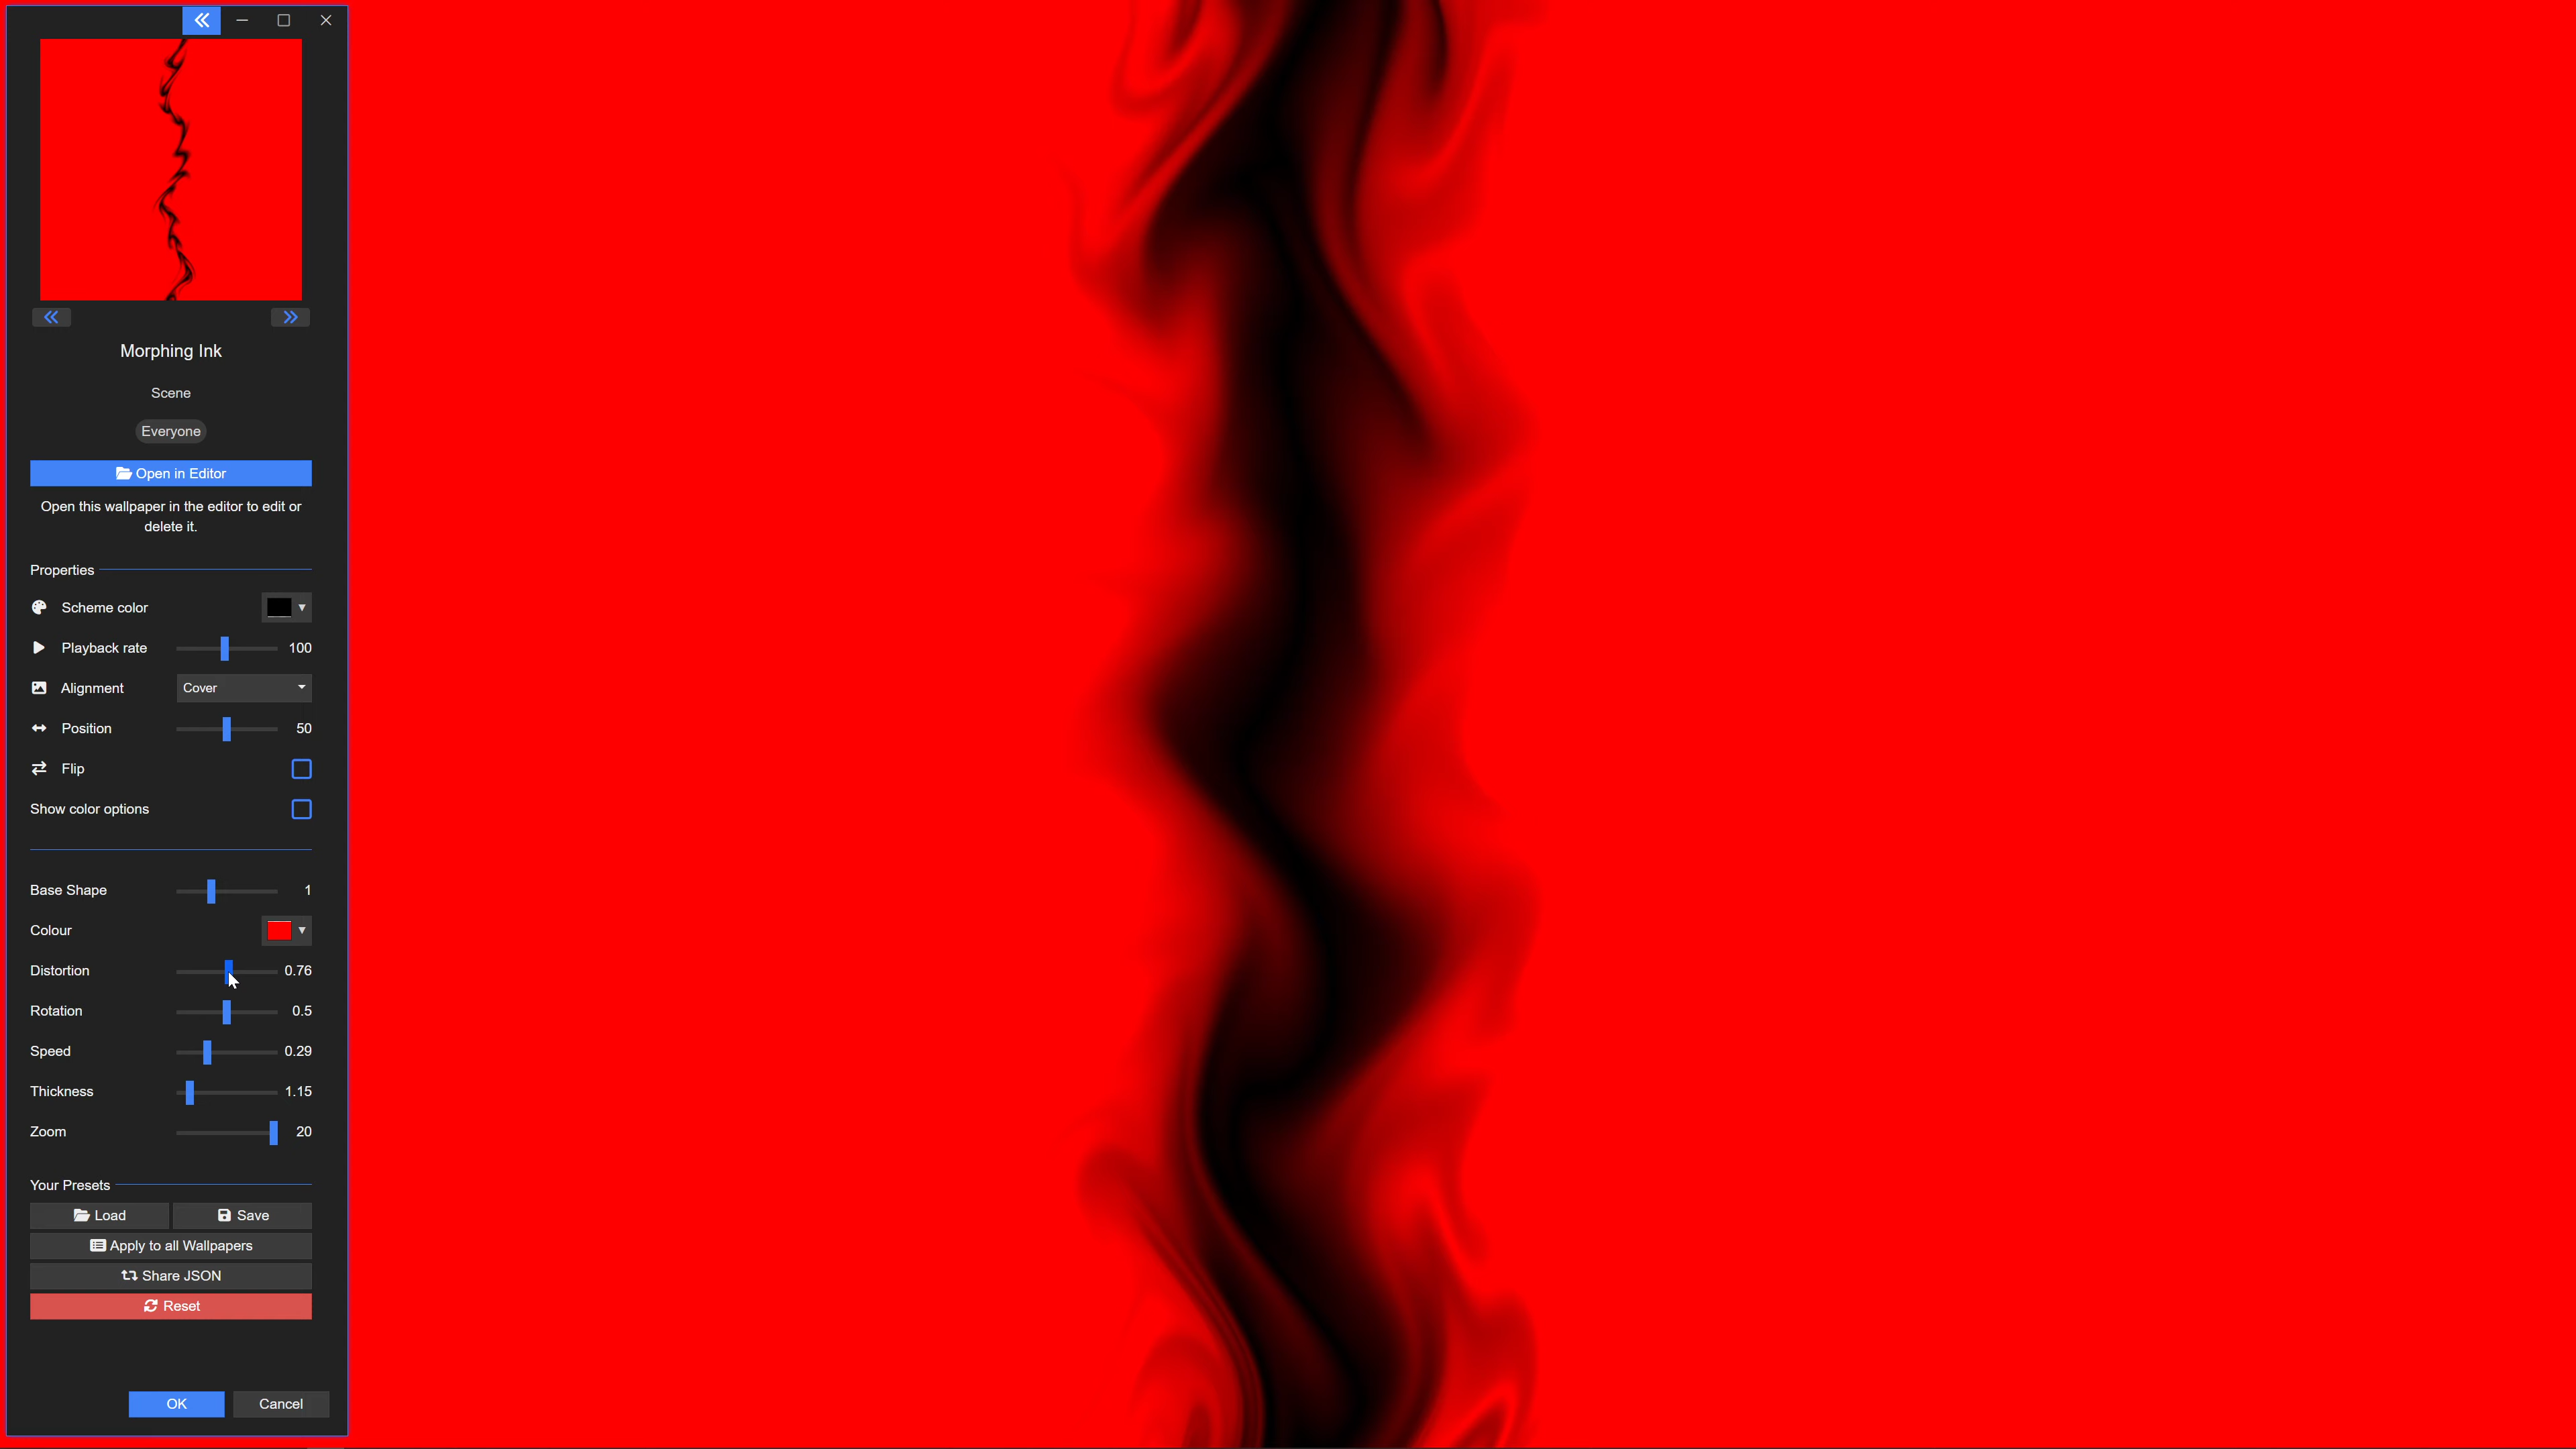 Morphing Ink
Scene
Everyone
Open in Editor
Open this wallpaper in the editor to edit or
delete it.
Properties
Scheme color
Playback rate 100
Alignment Cover
Position 50
Flip
Show color options
Base Shape 1
Colour
Distortion 0.76
Rotation 0.5
Speed 0.29
Thickness 1.15
Zoom 20
Your Presets
Load Save
Apply to all Wallpapers
Share JSON
Reset
OK Cancel